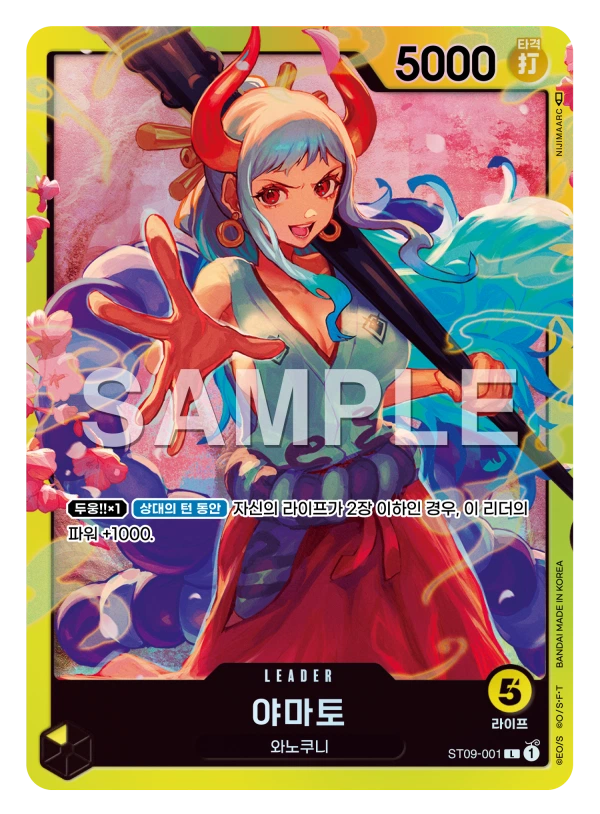 5000
타격
打
NIJIMAARC
SAMPLE
두웅!!×1 상대의 턴 동안 자신의 라이프가 2장 이하인 경우, 이 리더의
파워 +1000.
LEADER
야마토
와노쿠니
5
라이프
ST09-001 L 1
©EO/S ©O/S·F·T BANDAI MADE IN KOREA